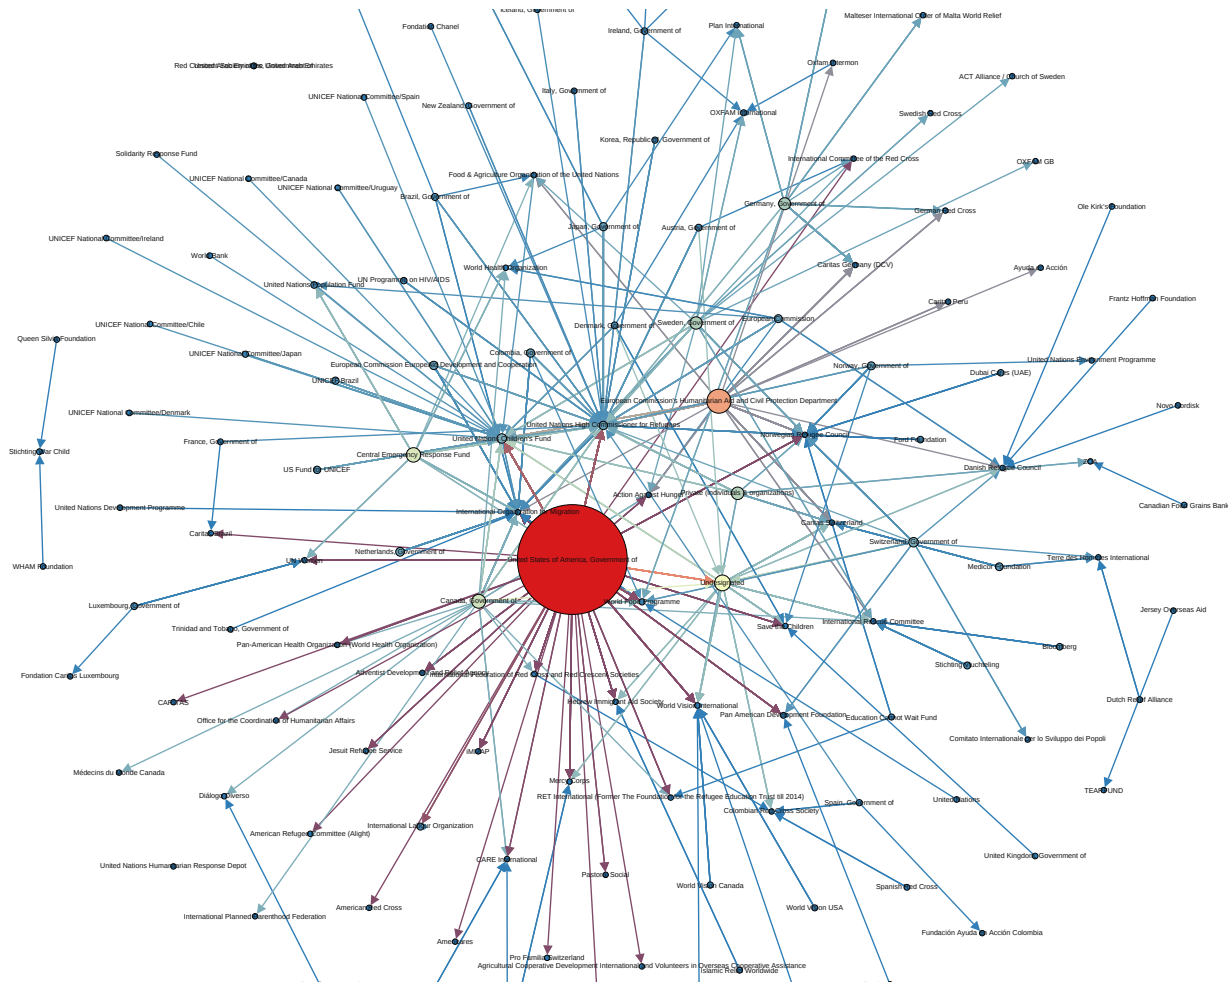 Fondation Chanel
Ireland, Government of
Plan International
Malteser International Order of Malta World Relief
Oxfam Intermon
ACT Alliance / Church of Sweden
UNICEF National Committee/Spain
New Zealand, Government of
Italy, Government of
OXFAM International
Swedish Red Cross
Korea, Republic of, Government of
Solidarity Response Fund
International Committee of the Red Cross
OXFAM GB
UNICEF National Committee/Canada
Food & Agriculture Organization of the United Nations
UNICEF National Committee/Uruguay
Brazil, Government of
Germany, Government of
German Red Cross
Ole Kirk's Foundation
Japan, Government of
Austria, Government of
UNICEF National Committee/Ireland
World Bank
World Health Organization
Caritas Germany (DCV)
Ayuda en Acción
UN Programme on HIV/AIDS
United Nations Population Fund
Caritas Peru
Frantz Hoffmann Foundation
UNICEF National Committee/Chile
Denmark, Government of
Sweden, Government of
European Commission
Queen Silvia Foundation
UNICEF National Committee/Japan
Colombia, Government of
European Commission EuropeAid Development and Cooperation
Norway, Government of
United Nations Environment Programme
Dubai Cares (UAE)
UNICEF Brazil
European Commission's Humanitarian Aid and Civil Protection Department
UNICEF National Committee/Denmark
Novo Nordisk
United Nations High Commissioner for Refugees
United Nations Children's Fund
Norwegian Refugee Council
Ford Foundation
France, Government of
Stichting War Child
Central Emergency Response Fund
US Fund for UNICEF
Danish Refugee Council
Action Against Hunger
Private (individuals & organizations)
United Nations Development Programme
International Organization for Migration
Caritas Switzerland
Canadian Food Grains Bank
Caritas Brazil
Netherlands, Government of
UN Women
United States of America, Government of
Switzerland, Government of
Terre des Hommes International
WHAM Foundation
Medicor Foundation
Undesignated
Luxembourg, Government of
Canada, Government of
World Food Programme
Jersey Overseas Aid
Trinidad and Tobago, Government of
Save the Children
International Rescue Committee
Pan-American Health Organization (World Health Organization)
Bloomberg
Stichting Vluchteling
Fondation Caritas Luxembourg
Adventist Development and Relief Agency
International Federation of Red Cross and Red Crescent Societies
CARITAS
Hebrew Immigrant Aid Society
World Vision International
Pan American Development Foundation
Education Cannot Wait Fund
Dutch Relief Alliance
Office for the Coordination of Humanitarian Affairs
Jesuit Refugee Service
iMMAP
Comitato Internationale per lo Sviluppo dei Popoli
Médecins du Monde Canada
Mercy Corps
Diálogo Diverso
RET International (Former The Foundation for the Refugee Education Trust till 2014)
TEARFUND
Colombian Red Cross Society
Spain, Government of
United Nations
American Refugee Committee (Alight)
International Labour Organization
United Nations Humanitarian Response Depot
CARE International
United Kingdom, Government of
Pastoral Social
World Vision Canada
Spanish Red Cross
American Red Cross
World Vision USA
International Planned Parenthood Federation
Fundación Ayuda en Acción Colombia
Americares
Pro Familia Switzerland
Agricultural Cooperative Development International and Volunteers in Overseas Cooperative Assistance
Islamic Relief Worldwide